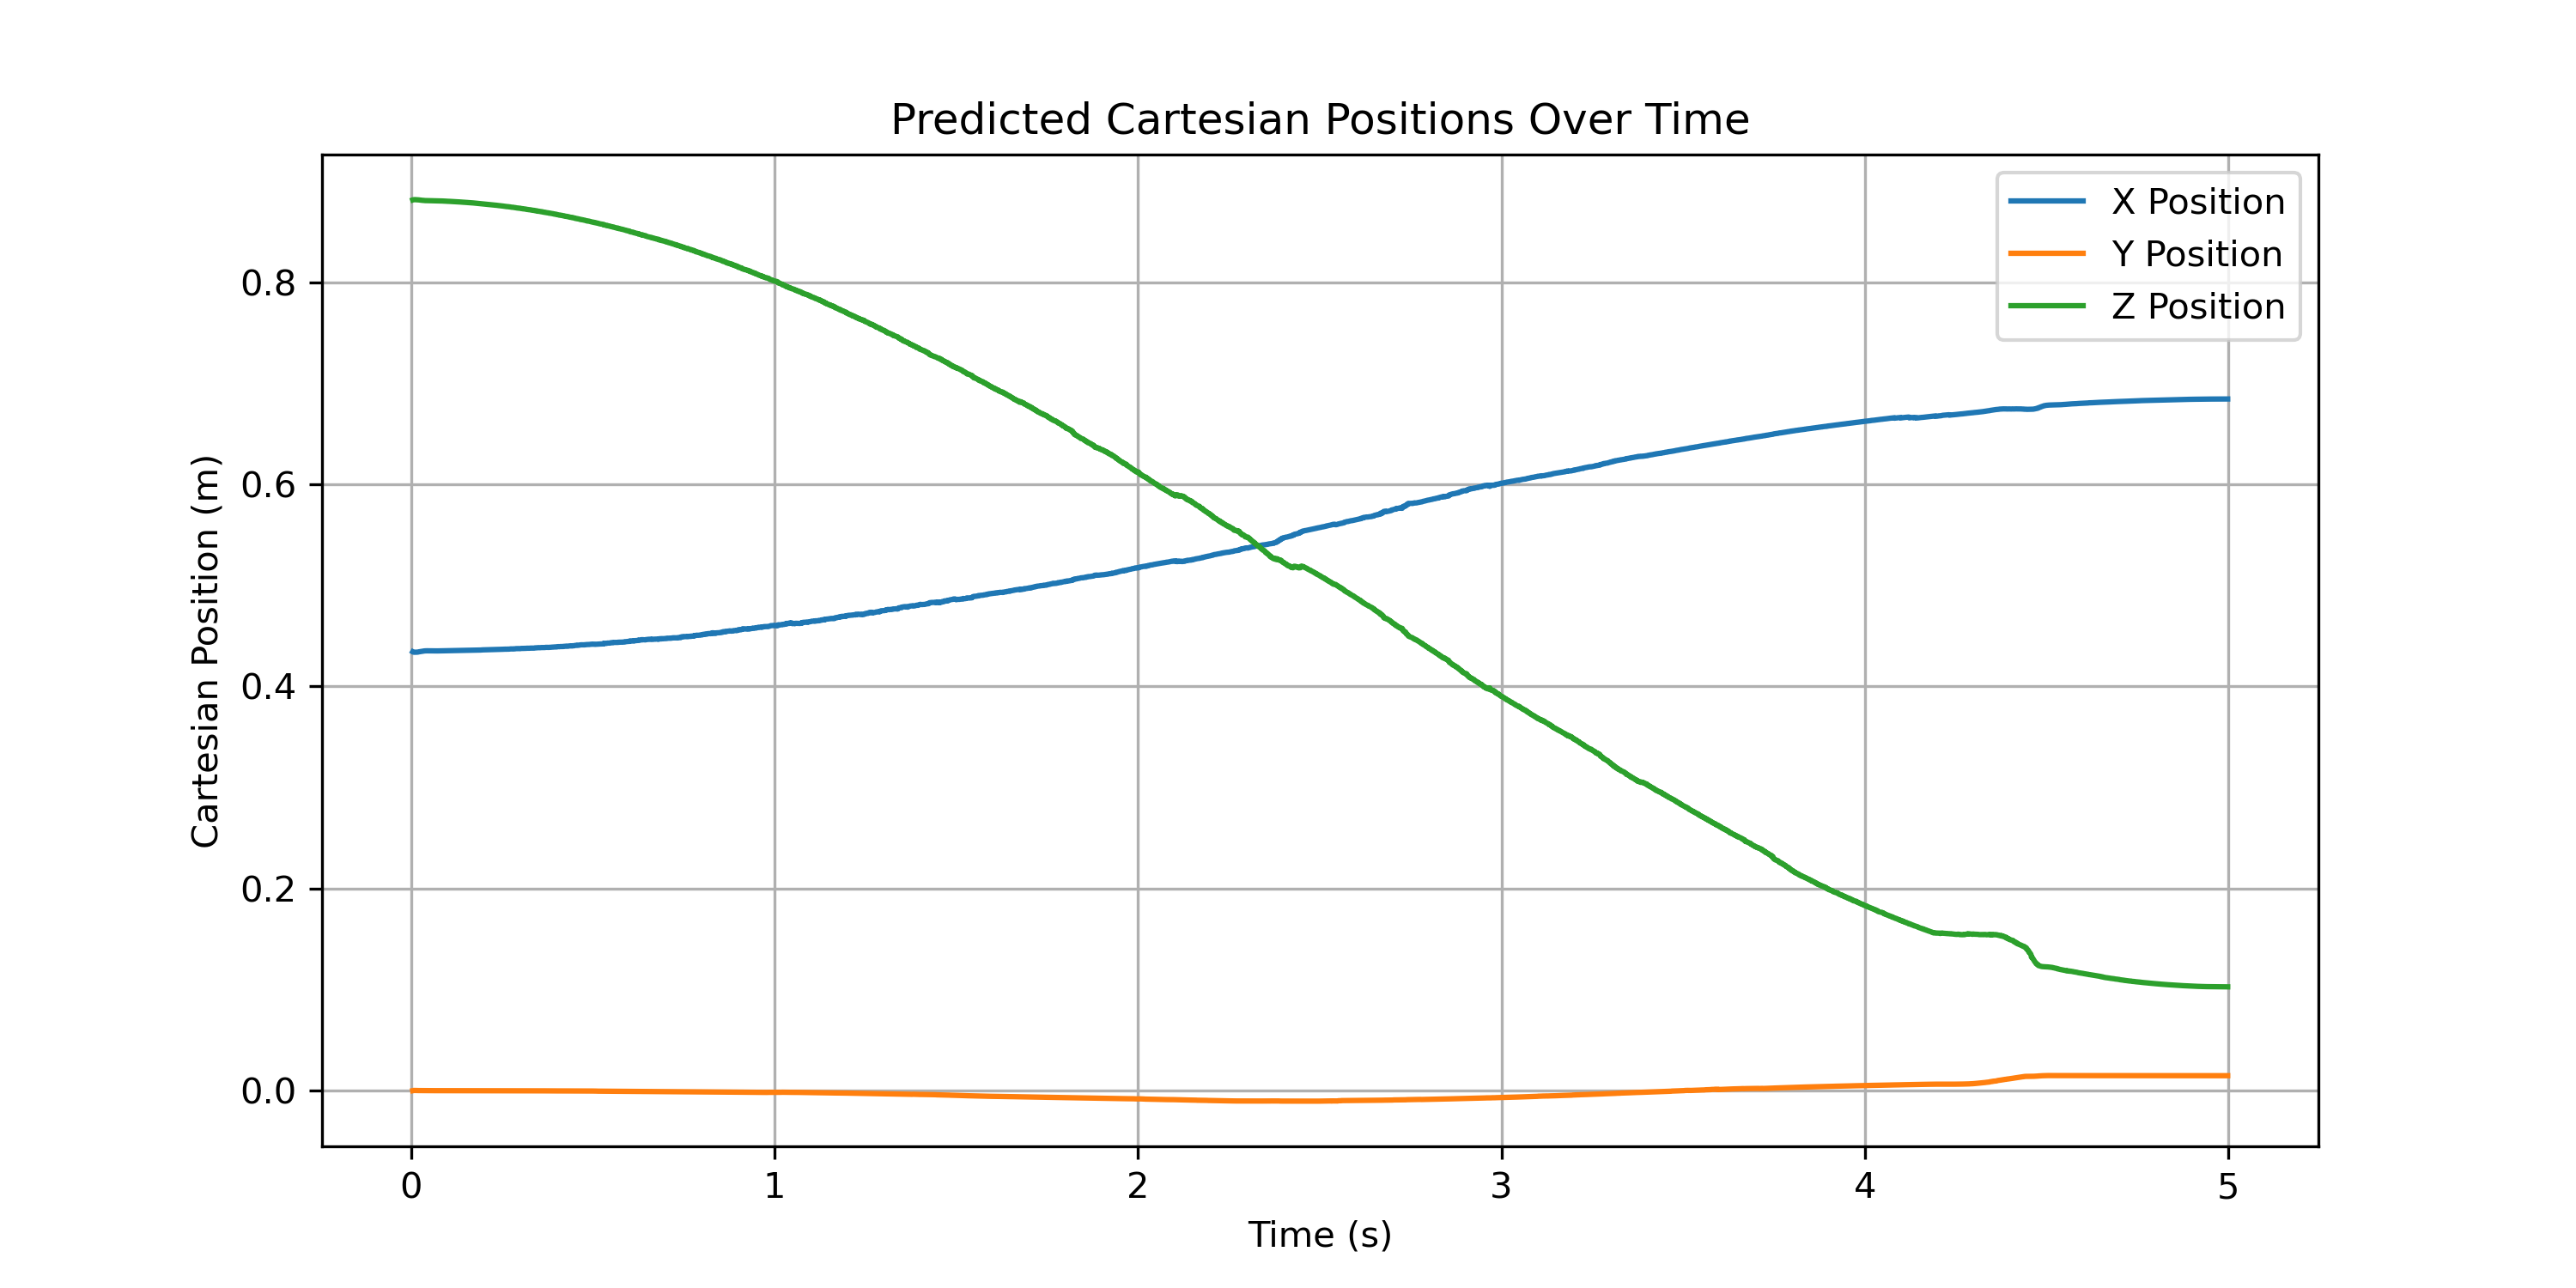 Predicted Cartesian Positions Over Time
X Position
Y Position
Z Position
Cartesian Position (m)
0.8
0.6
0.4
0.2
0.0
0 1 2 3 4 5
Time (s)